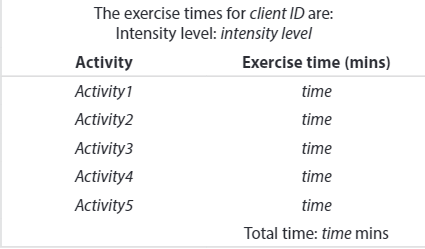 The exercise times for client ID are:
Intensity level: intensity level
Activity Exercise time (mins)
Activity1 time
Activity2 time
Activity3 time
Activity4 time
Activity5 time
Total time: time mins